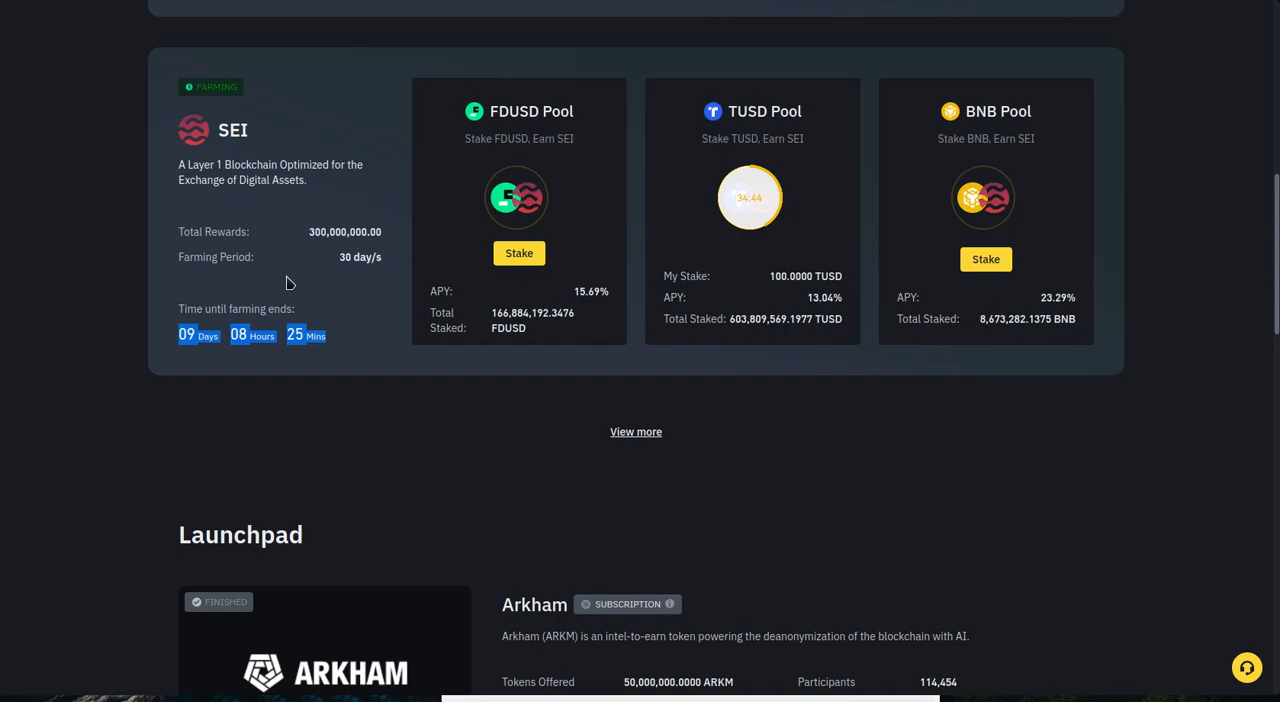 FARMING
SEI
A Layer 1 Blockchain Optimized for the
Exchange of Digital Assets.
Total Rewards: 300,000,000.00
Farming Period: 30 day/s
Time until farming ends:
09 Days 08 Hours 25 Mins
FDUSD Pool
Stake FDUSD, Earn SEI
Stake
APY: 15.69%
Total Staked: 166,884,192.3476 FDUSD
TUSD Pool
Stake TUSD, Earn SEI
34:44
My Stake: 100.0000 TUSD
APY: 13.04%
Total Staked: 603,809,569.1977 TUSD
BNB Pool
Stake BNB, Earn SEI
Stake
APY: 23.29%
Total Staked: 8,673,282.1375 BNB
View more
Launchpad
FINISHED
ARKHAM
Arkham SUBSCRIPTION
Arkham (ARKM) is an intel-to-earn token powering the deanonymization of the blockchain with AI.
Tokens Offered 50,000,000.0000 ARKM Participants 114,454